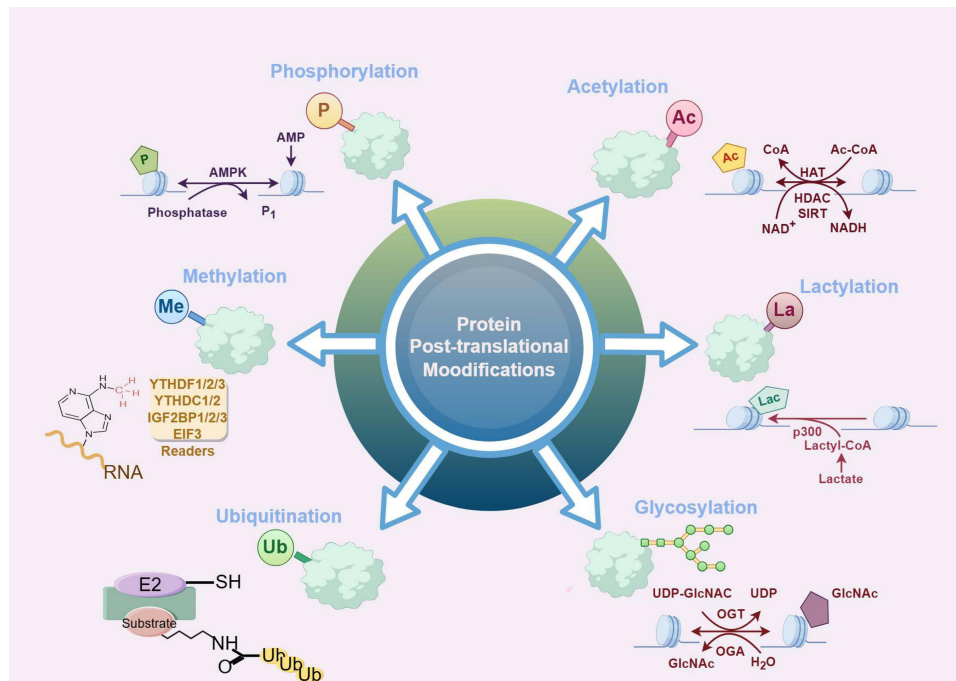 Phosphorylation
P
P
AMP
AMPK
Phosphatase
P1
Acetylation
Ac
Ac
CoA
Ac-CoA
HAT
HDAC
SIRT
NAD+
NADH
Methylation
Me
N
N
N
N
HN
C
H
H
H
RNA
YTHDF1/2/3
YTHDC1/2
IGF2BP1/2/3
EIF3
Readers
Protein
Post-translational
Moodifications
Lactylation
La
Lac
p300
Lactyl-CoA
Lactate
Ubiquitination
Ub
E2
SH
Substrate
NH
O
Ub
Ub
Ub
Glycosylation
UDP-GlcNAC
UDP
GlcNAc
OGT
OGA
GlcNAc
H2O